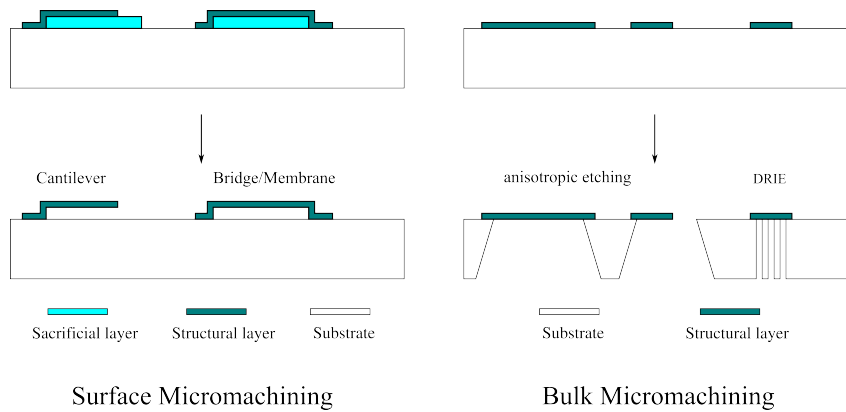 Cantilever
Bridge/Membrane
anisotropic etching
DRIE
Sacrificial layer
Structural layer
Substrate
Substrate
Structural layer
Surface Micromachining
Bulk Micromachining